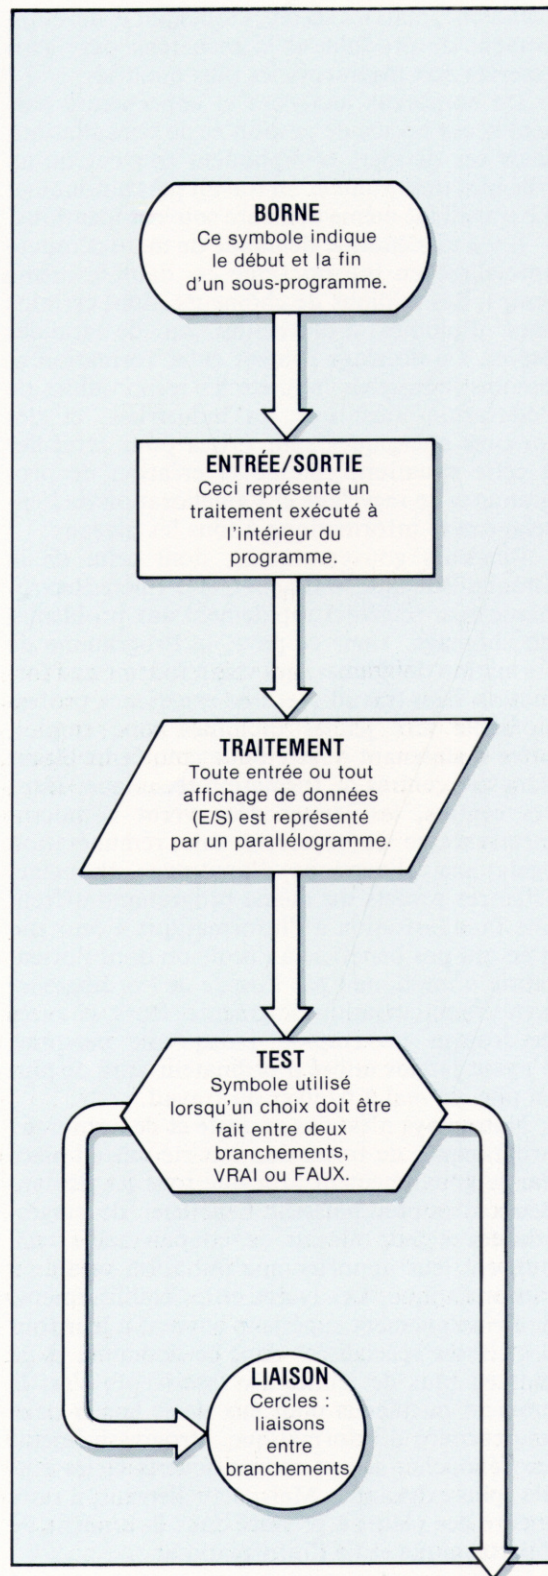 BORNE
Ce symbole indique
le début et la fin
d'un sous-programme.
ENTRÉE/SORTIE
Ceci représente un
traitement exécuté à
l'intérieur du
programme.
TRAITEMENT
Toute entrée ou tout
affichage de données
(E/S) est représenté
par un parallélogramme.
TEST
Symbole utilisé
lorsqu'un choix doit être
fait entre deux
branchements,
VRAI ou FAUX.
LIAISON
Cercles :
liaisons
entre
branchements